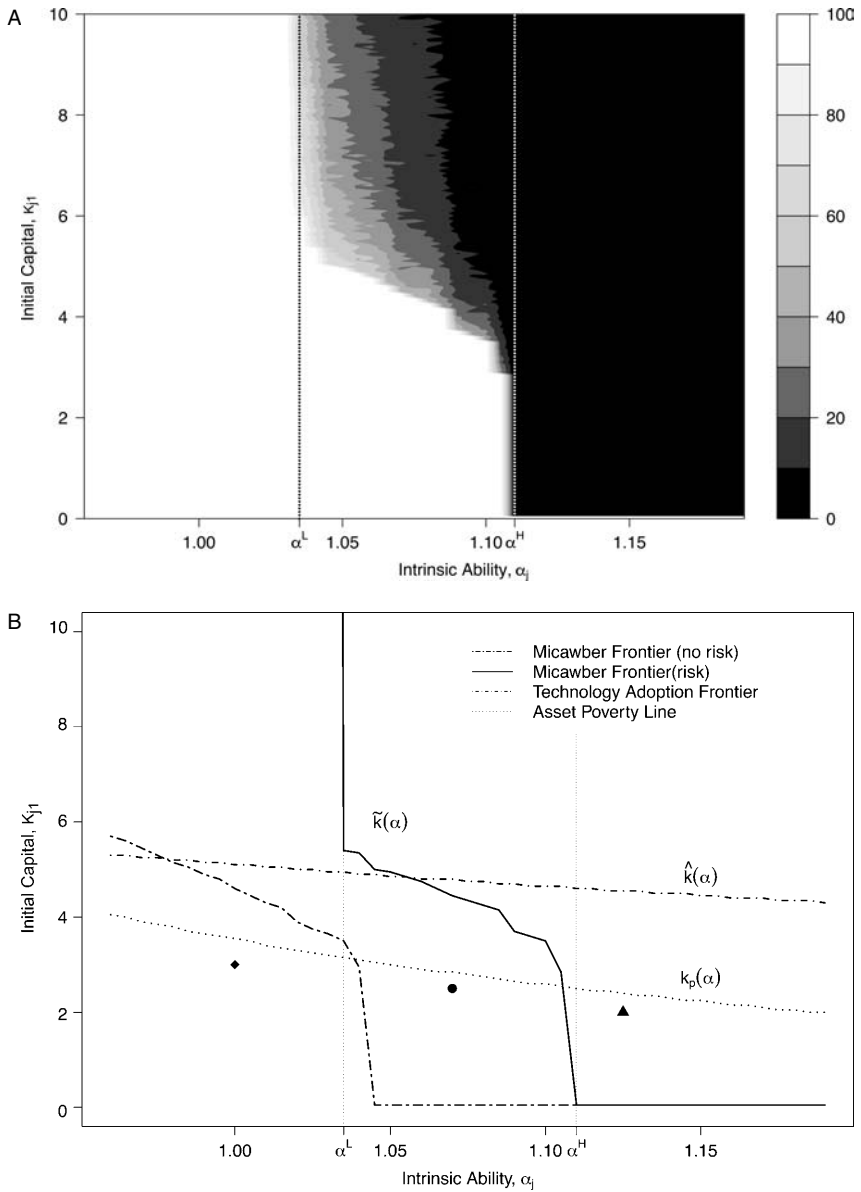 A
10
8
6
4
2
0
Initial Capital, κj1
1.00
αL
1.05
1.10
αH
1.15
Intrinsic Ability, αj
100
80
60
40
20
0
B
10
8
6
4
2
0
Initial Capital, κj1
Micawber Frontier (no risk)
Micawber Frontier(risk)
Technology Adoption Frontier
Asset Poverty Line
k̃(α)
k̂(α)
kp(α)
1.00
αL
1.05
1.10
αH
1.15
Intrinsic Ability, αj